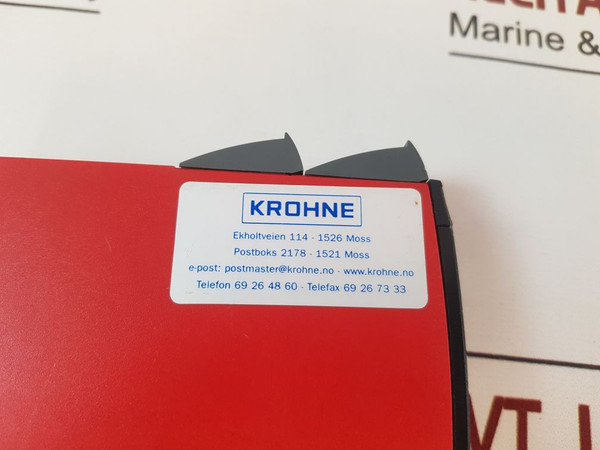 Marine &
KROHNE
Ekholtveien 114 - 1526 Moss
Postboks 2178 - 1521 Moss
e-post: postmaster@krohne.no - www.krohne.no
Telefon 69 26 48 60 - Telefax 69 26 73 33